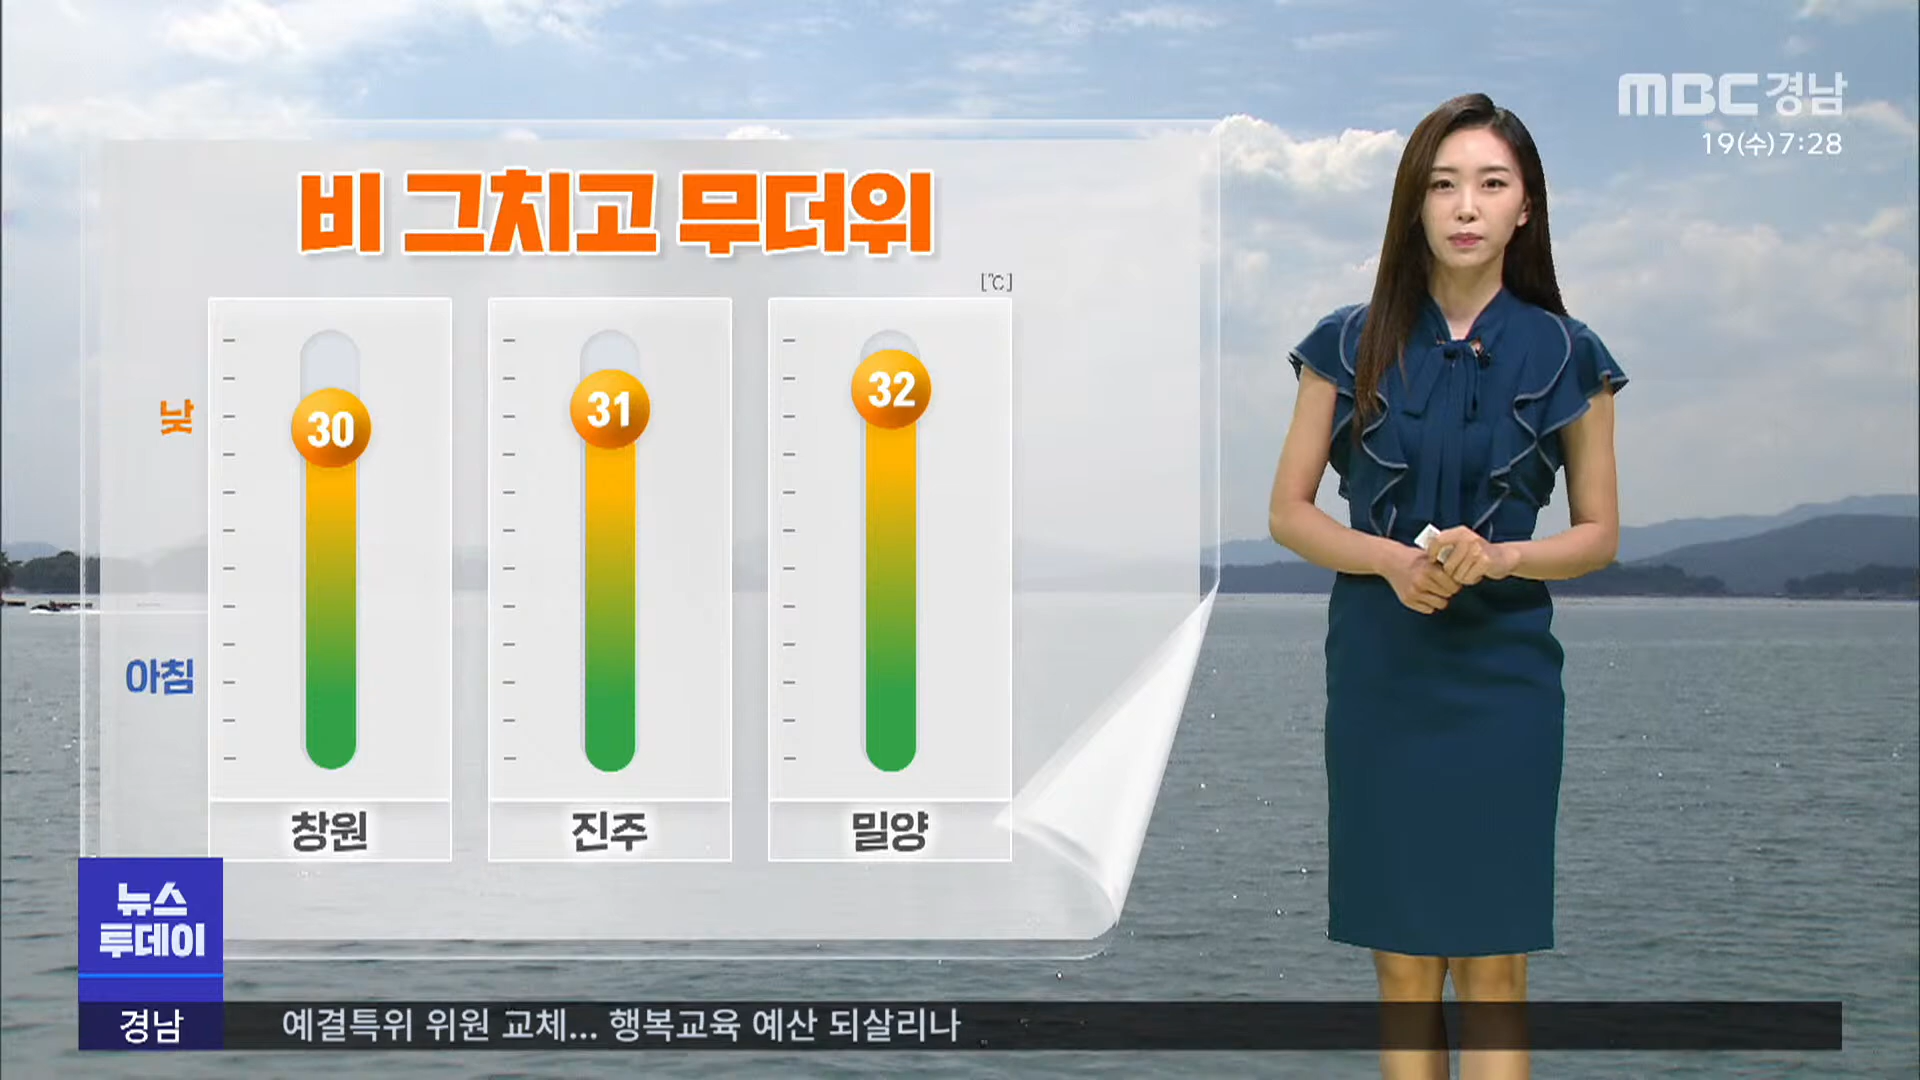 MBC경남
19(수)7:28
비 그치고 무더위
[℃]
낮
30
31
32
아침
창원
진주
밀양
뉴스
투데이
경남
예결특위 위원 교체... 행복교육 예산 되살리나